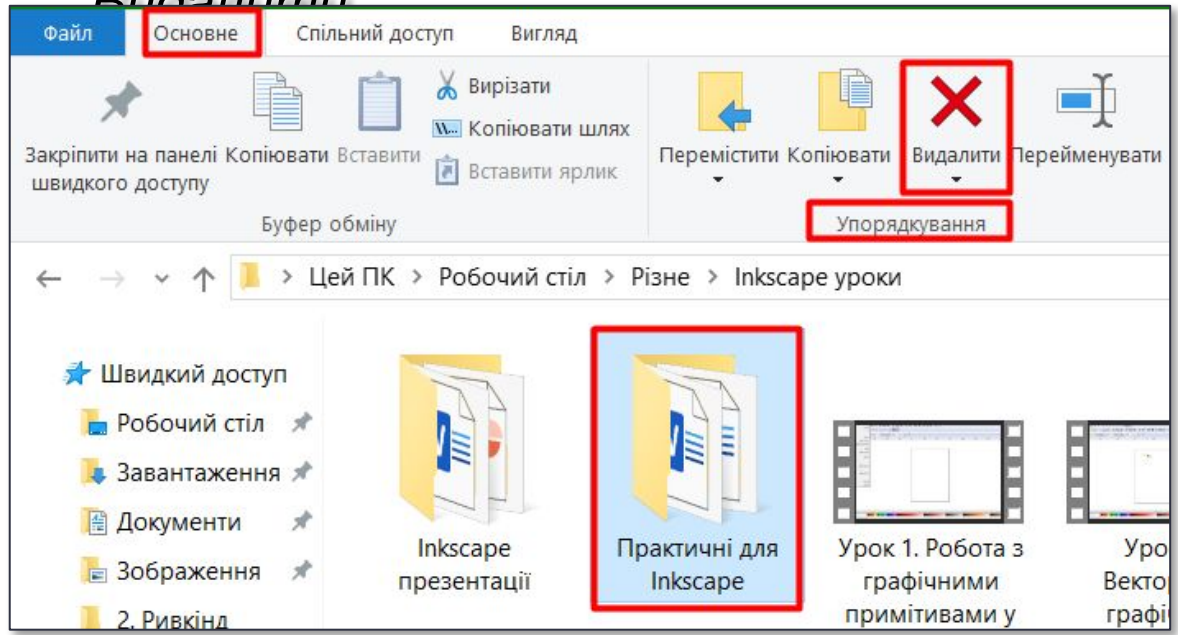 Видалити
Файл Основне Спільний доступ Вигляд
Закріпити на панелі швидкого доступу
Копіювати
Вставити
Вирізати
Копіювати шлях
Вставити ярлик
Буфер обміну
Перемістити
Копіювати
Видалити
Перейменувати
Упорядкування
Цей ПК > Робочий стіл > Різне > Inkscape уроки
Швидкий доступ
Робочий стіл
Завантаження
Документи
Зображення
2. Ривкінд
Inkscape
презентації
Практичні для
Inkscape
Урок 1. Робота з
графічними
примітивами у